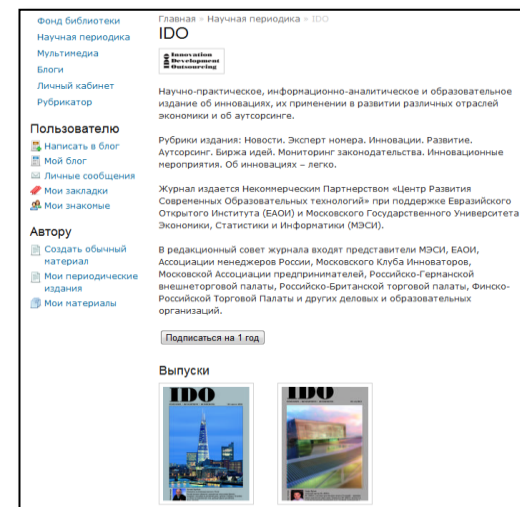 Фонд библиотеки
Научная периодика
Мультимедиа
Блоги
Личный кабинет
Рубрикатор
Пользователю
Написать в блог
Мой блог
Личные сообщения
Мои закладки
Мои знакомые
Автору
Создать обычный
материал
Мои периодические
издания
Мои материалы
Главная » Научная периодика » IDO
IDO
IDO Innovation
Development
Outsourcing
Научно-практическое, информационно-аналитическое и образовательное
издание об инновациях, их применении в развитии различных отраслей
экономики и об аутсорсинге.
Рубрики издания: Новости. Эксперт номера. Инновации. Развитие.
Аутсорсинг. Биржа идей. Мониторинг законодательства. Инновационные
мероприятия. Об инновациях – легко.
Журнал издается Некоммерческим Партнерством «Центр Развития
Современных Образовательных технологий» при поддержке Евразийского
Открытого Института (ЕАОИ) и Московского Государственного Университета
Экономики, Статистики и Информатики (МЭСИ).
В редакционный совет журнала входят представители МЭСИ, ЕАОИ,
Ассоциации менеджеров России, Московского Клуба Инноваторов,
Московской Ассоциации предпринимателей, Российско-Германской
внешнеторговой палаты, Российско-Британской торговой палаты, Финско-
Российской Торговой Палаты и других деловых и образовательных
организаций.
Подписаться на 1 год
Выпуски
IDO
IDO